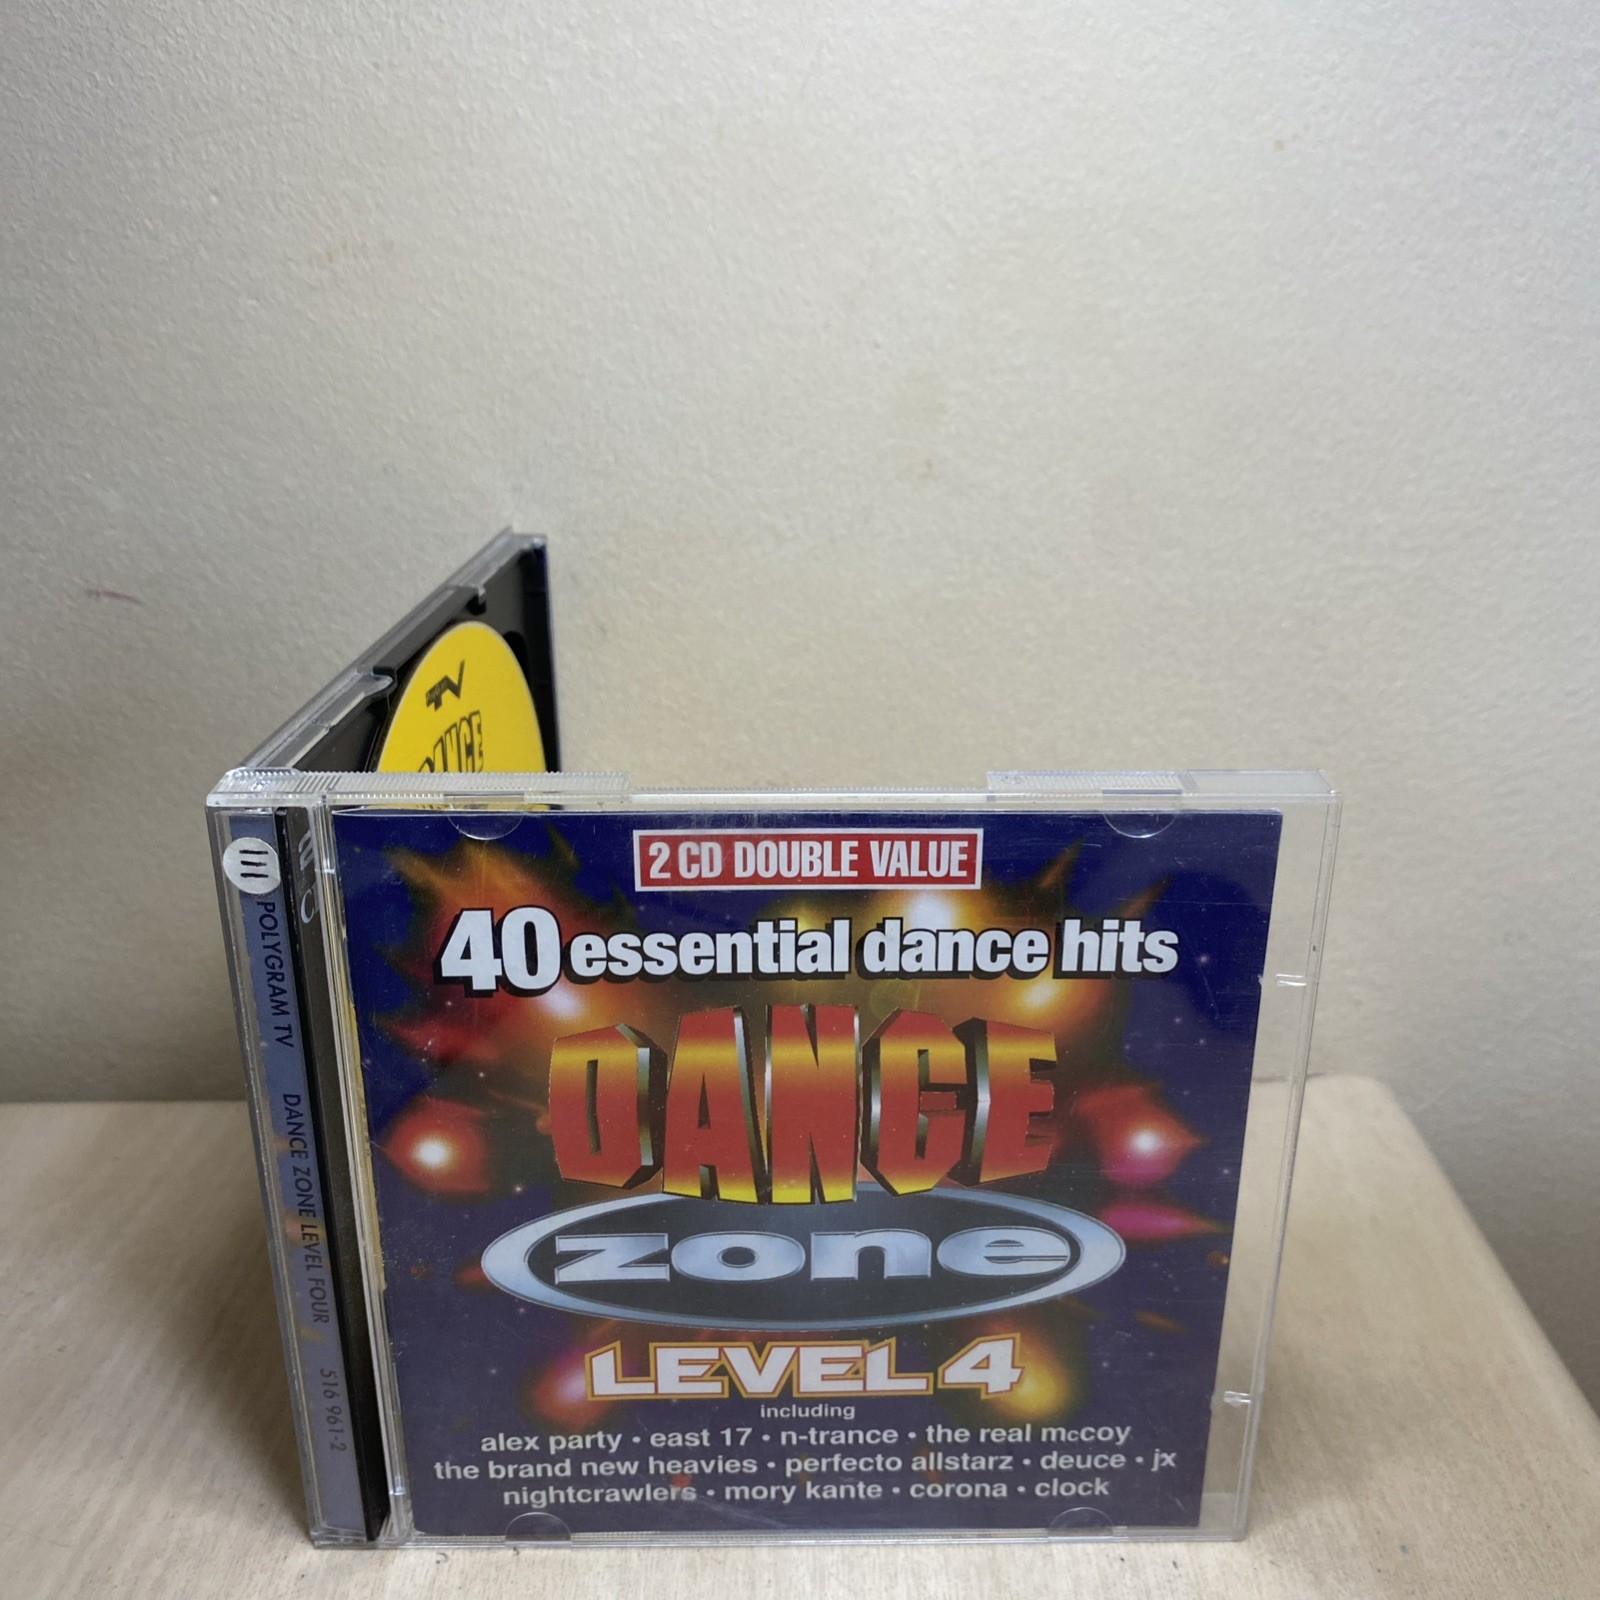 2 CD DOUBLE VALUE
40 essential dance hits
DANCE
zone
LEVEL 4
including
alex party • east 17 • n-trance • the real mccoy
the brand new heavies • perfecto allstarz • deuce • jx
nightcrawlers • mory kante • corona • clock
POLYGRAM TV DANCE ZONE LEVEL FOUR 516 961-2
TV
DANCE